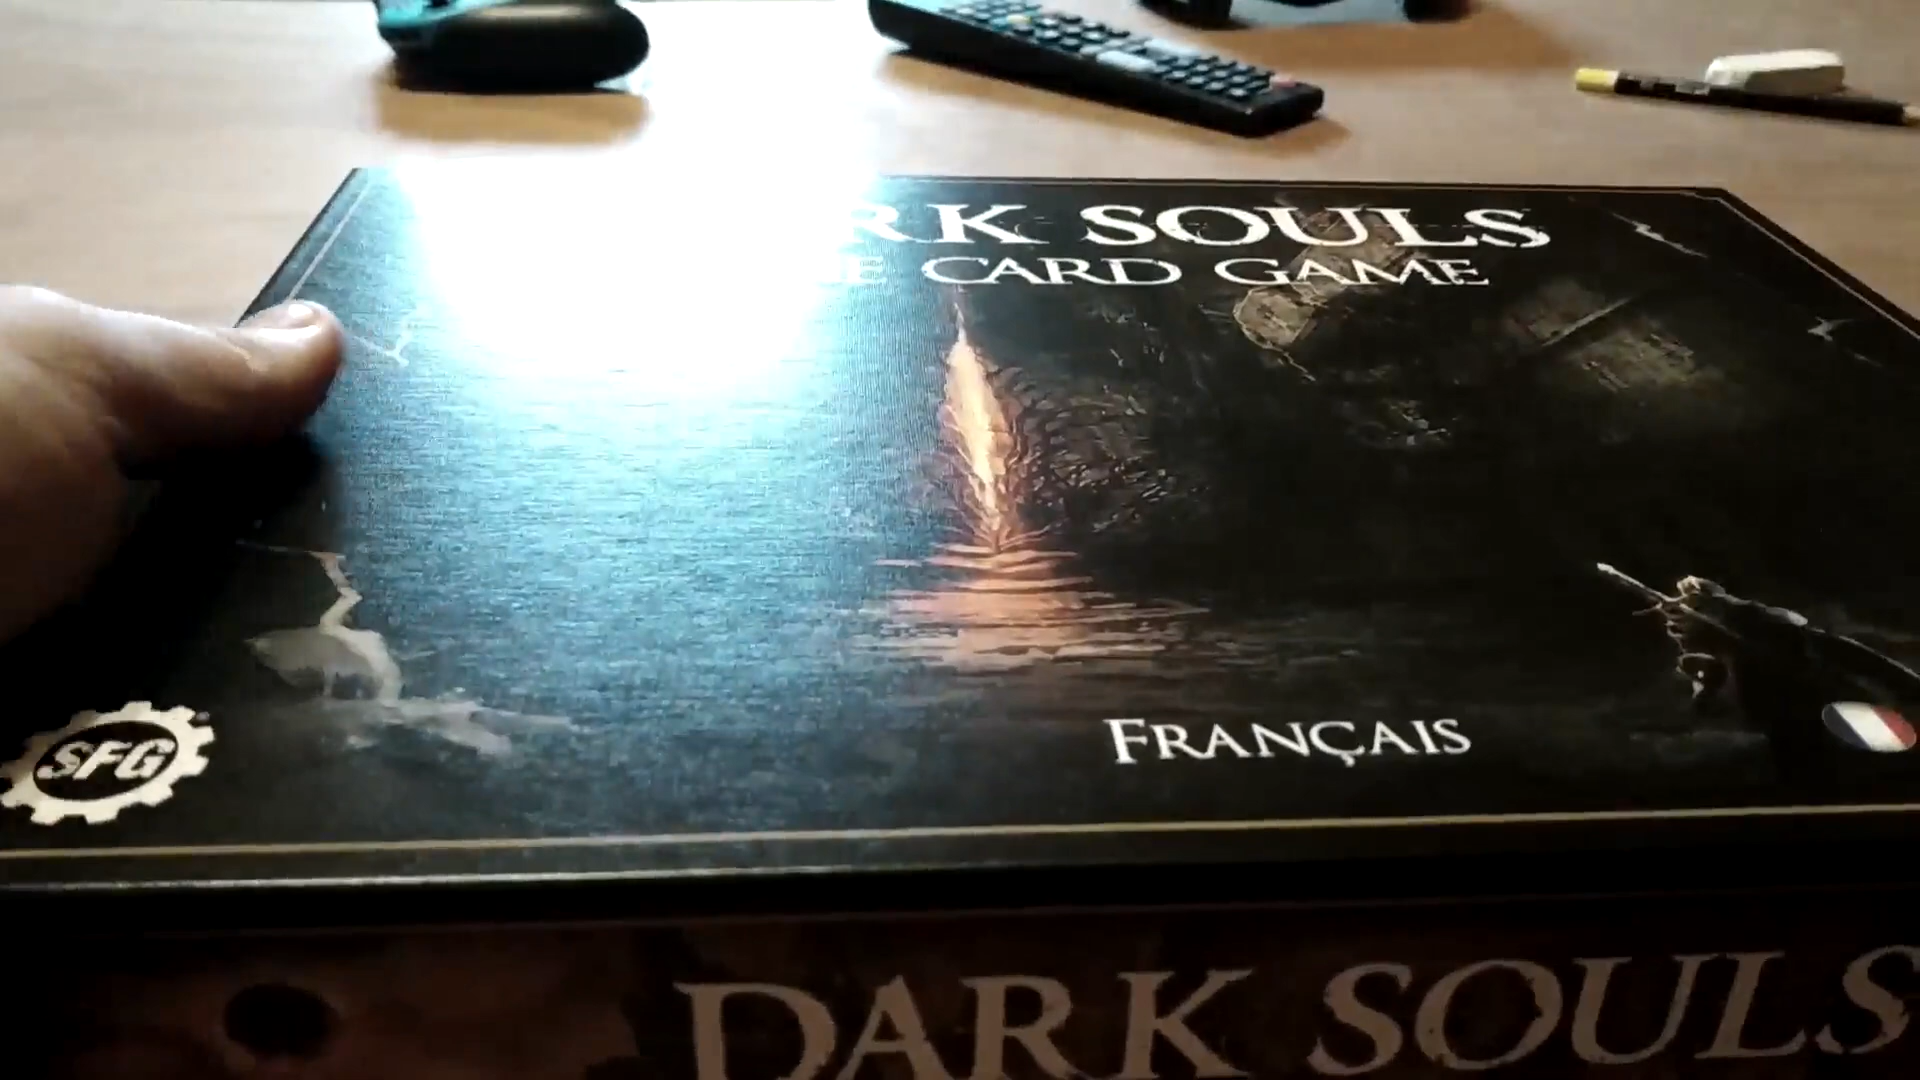 RK SOULS
E CARD GAME
FRANÇAIS
SFG
DARK SOULS